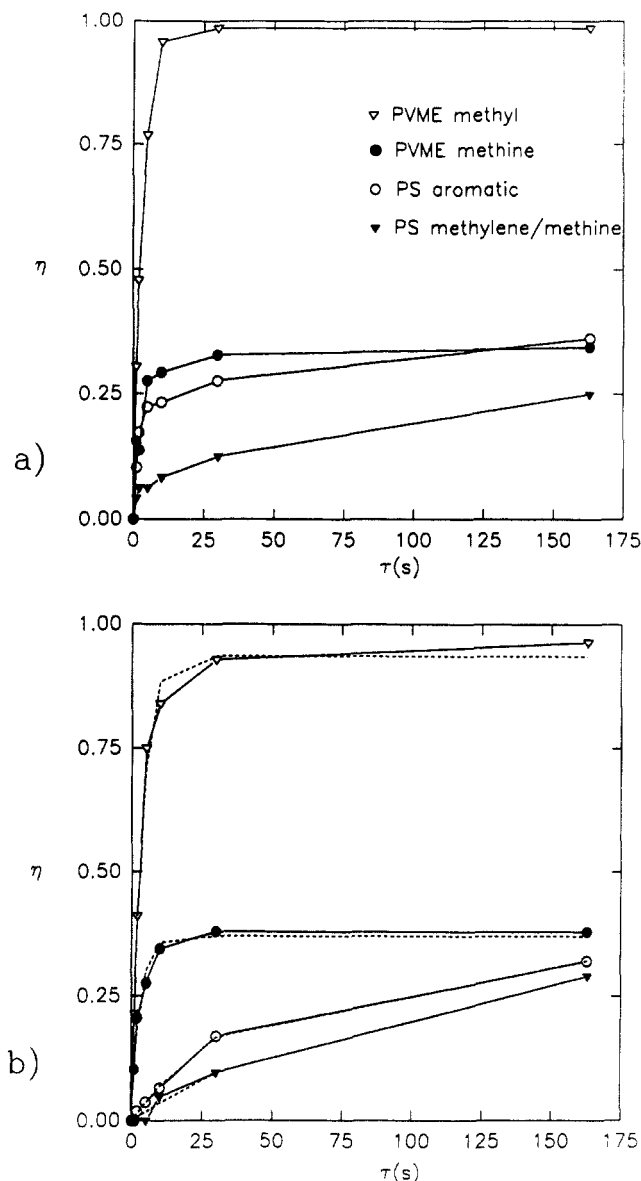 1.00
0.75
0.50
0.25
0.00
η
a)
▽ PVME methyl
● PVME methine
○ PS aromatic
▼ PS methylene/methine
0 25 50 75 100 125 150 175
τ(s)
1.00
0.75
0.50
0.25
0.00
η
b)
0 25 50 75 100 125 150 175
τ(s)